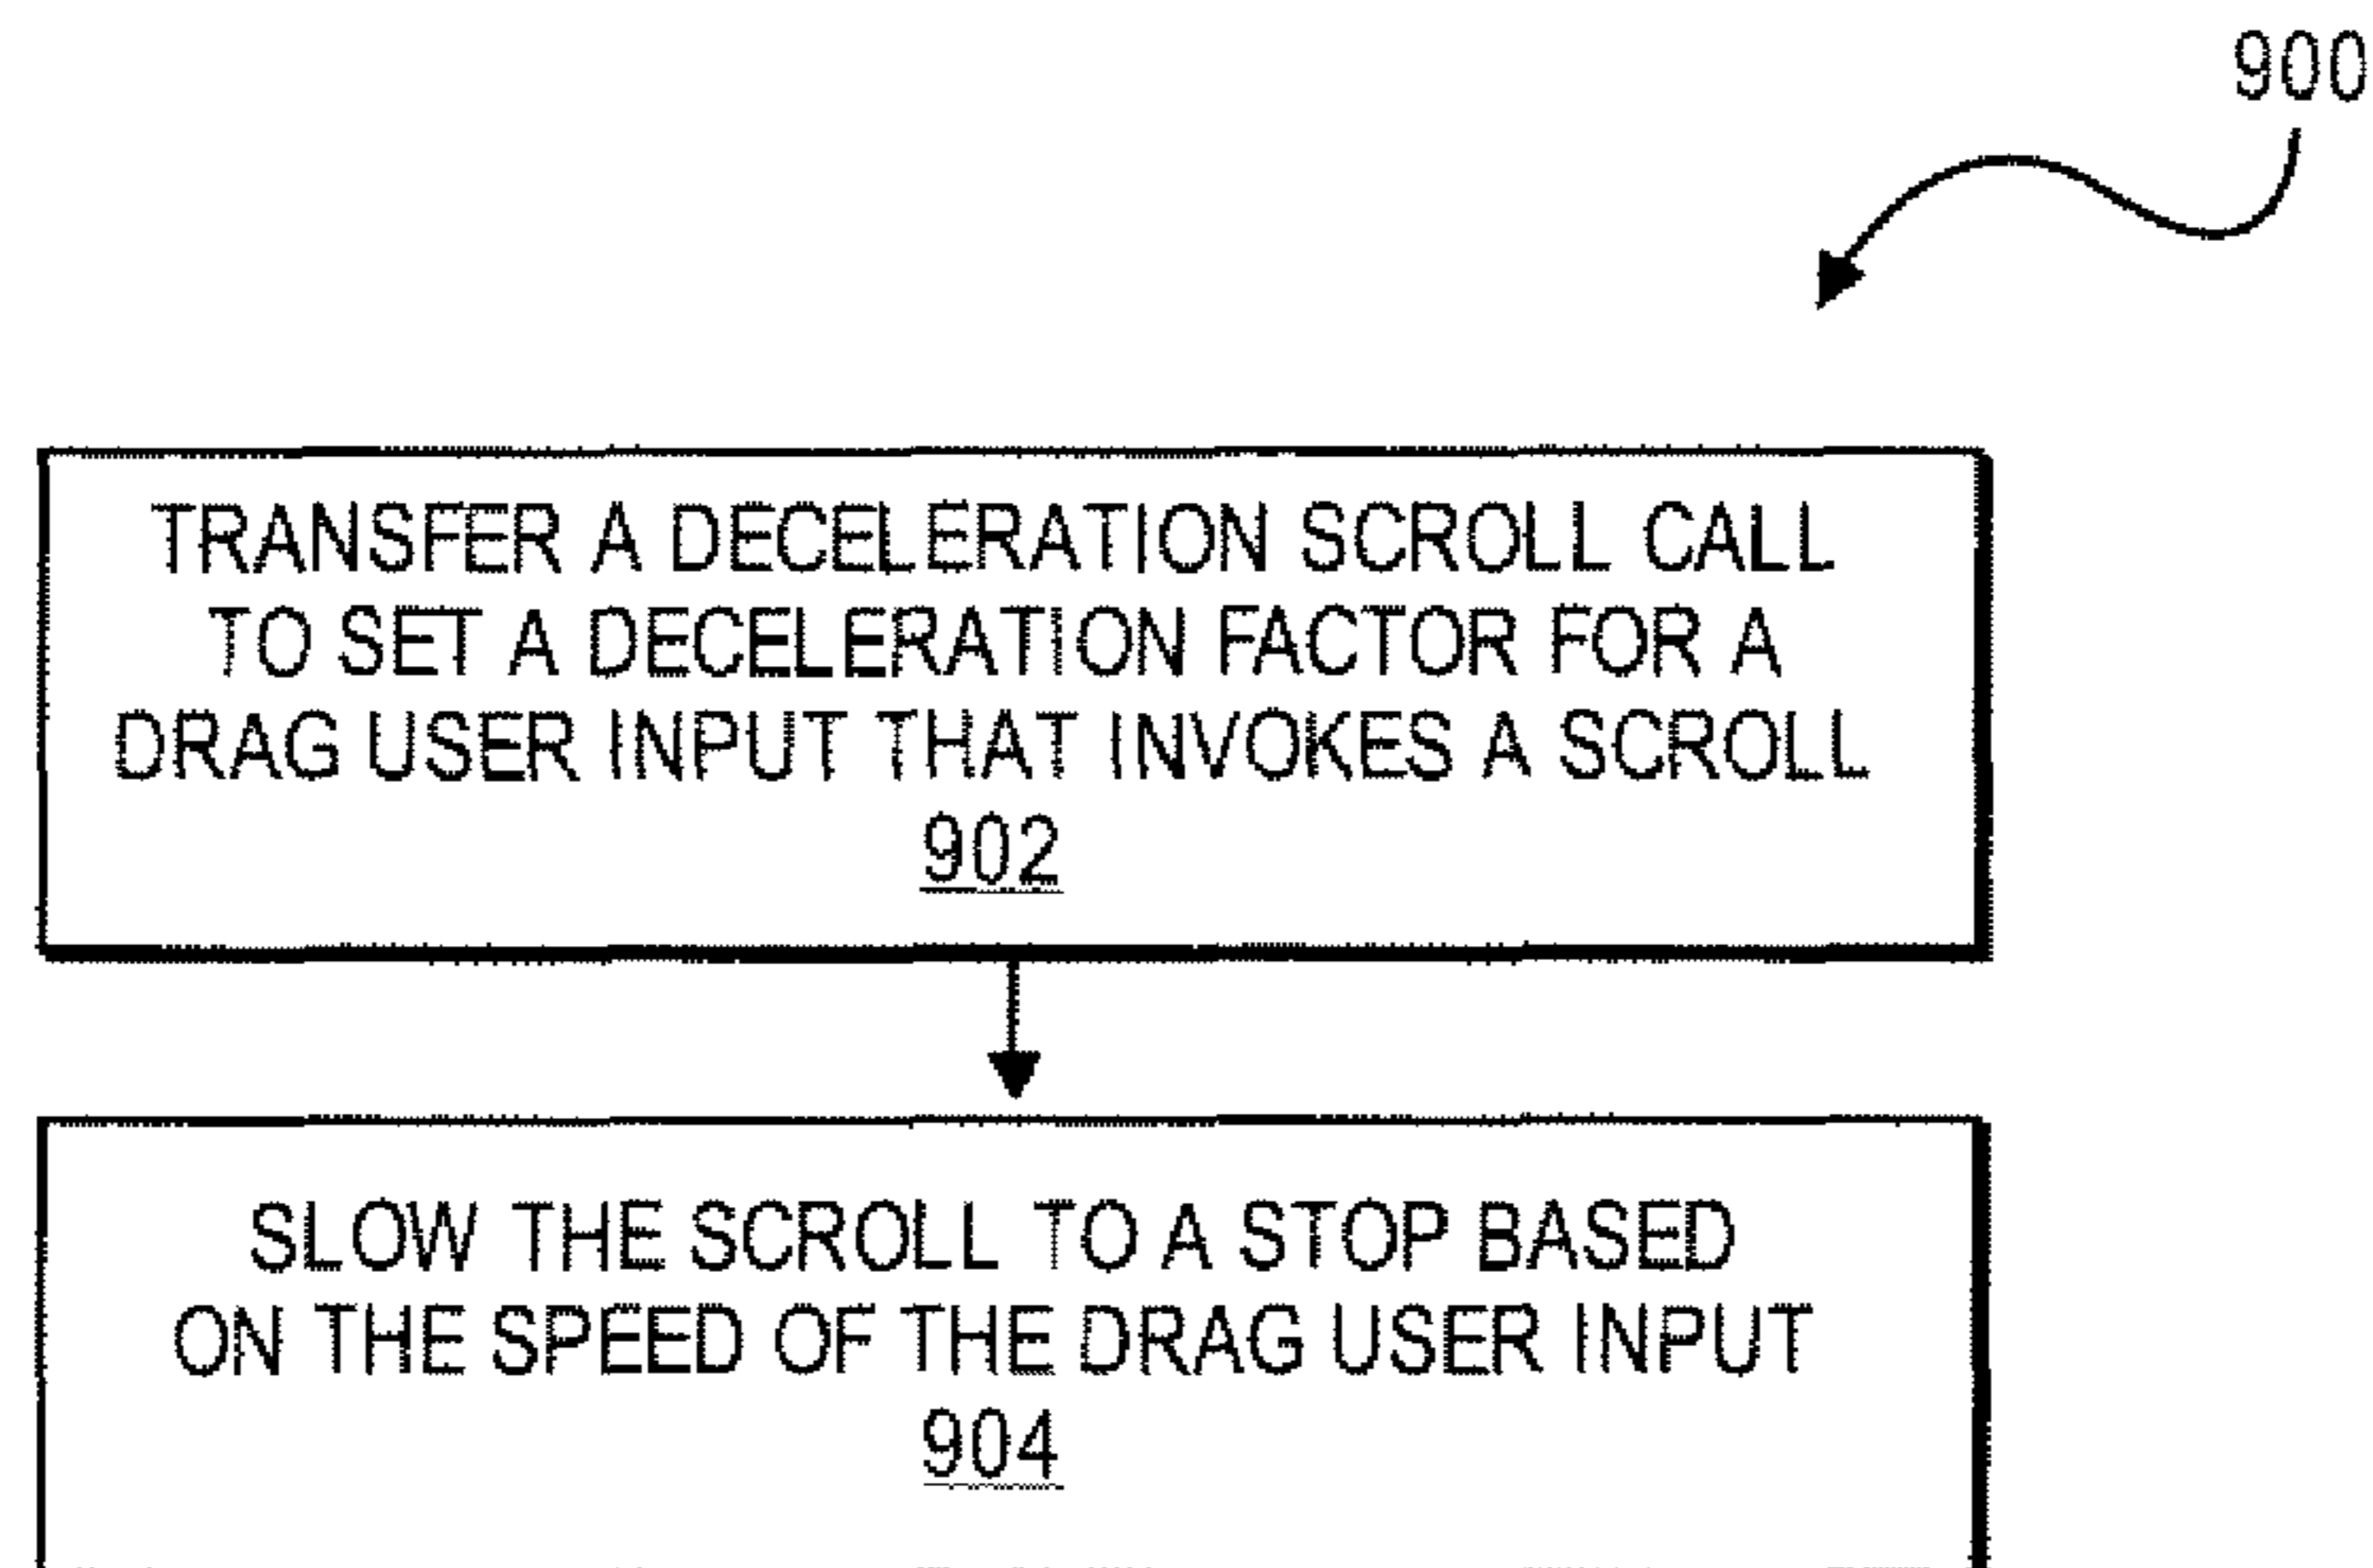 900
TRANSFER A DECELERATION SCROLL CALL
TO SET A DECELERATION FACTOR FOR A
DRAG USER INPUT THAT INVOKES A SCROLL
902
SLOW THE SCROLL TO A STOP BASED
ON THE SPEED OF THE DRAG USER INPUT
904